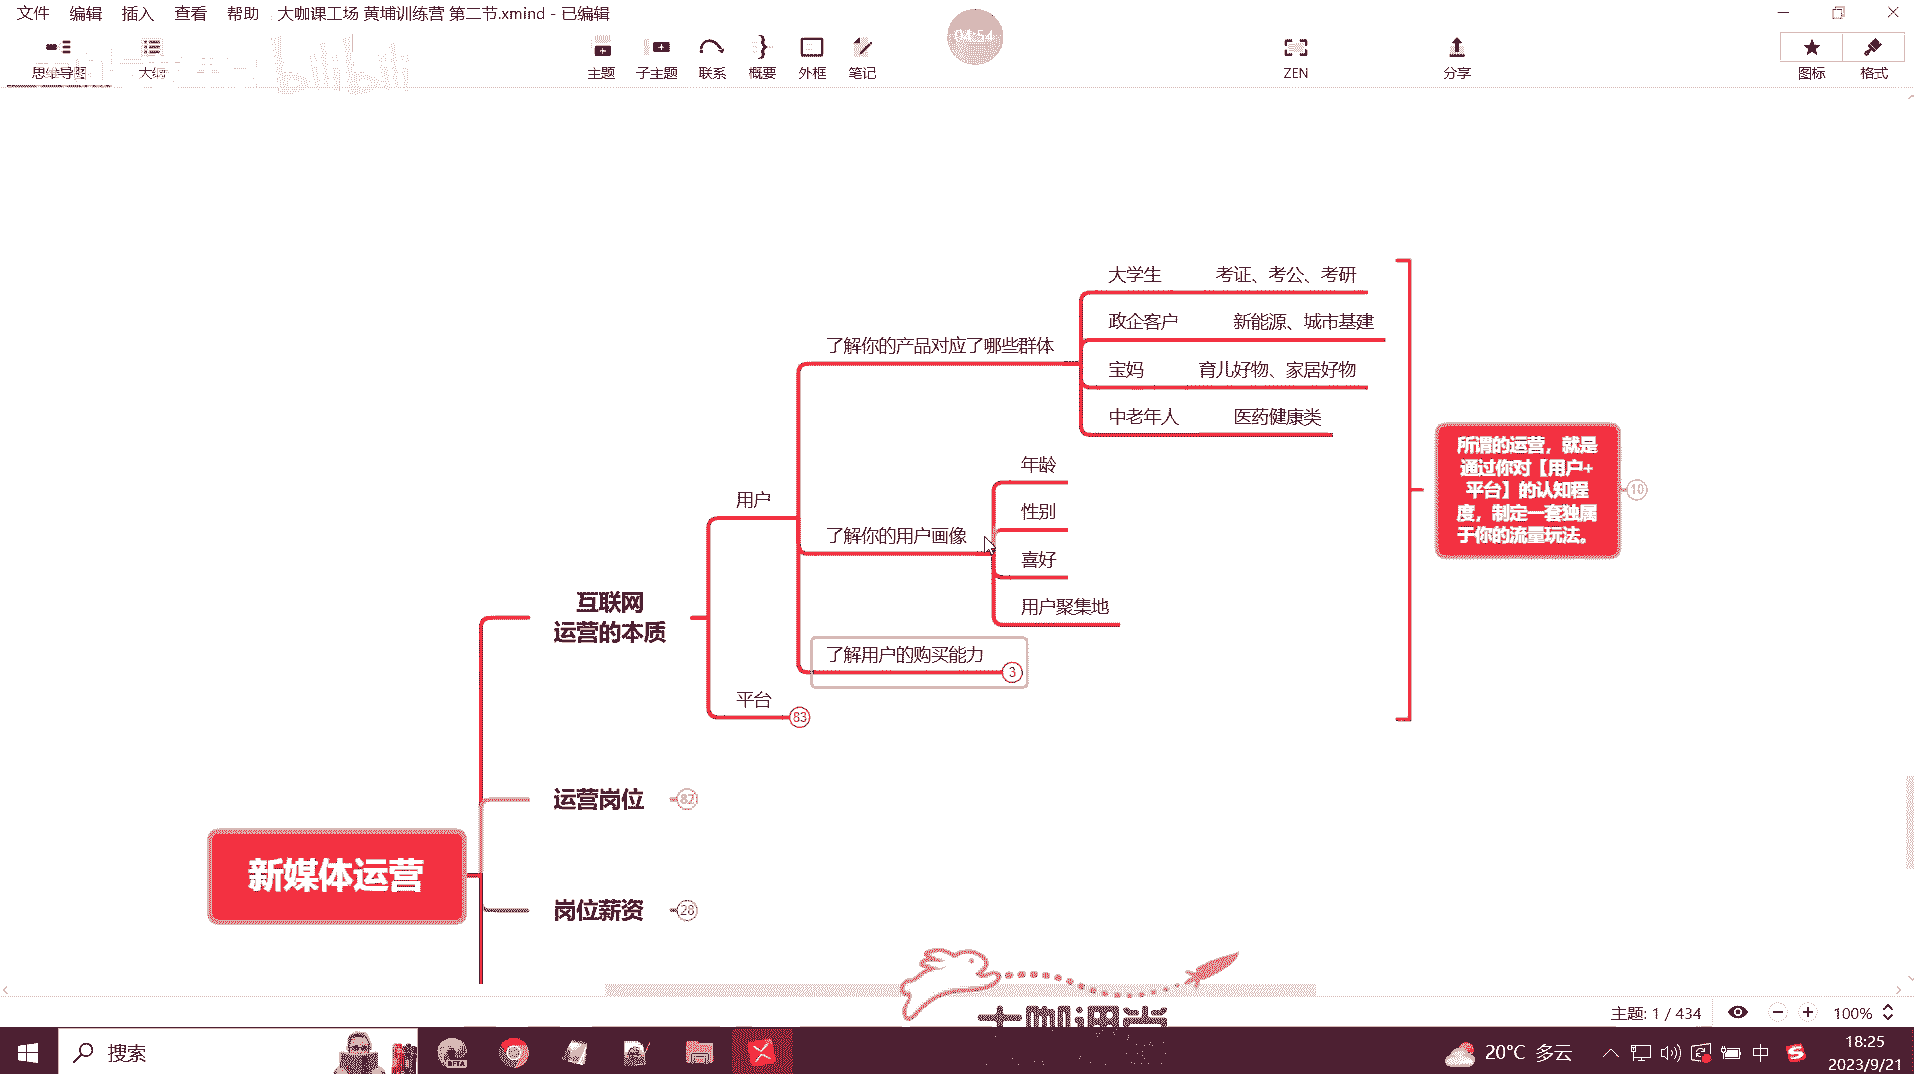 文件 编辑 插入 查看 帮助 大咖课工场 黄埔训练营 第二节.xmind - 已编辑
04:54
思维导图 大纲 主题 子主题 联系 概要 外框 笔记 ZEN 分享 图标 格式
bilibili
大学生 考证、考公、考研
政企客户 新能源、城市基建
了解你的产品对应了哪些群体
宝妈 育儿好物、家居好物
中老年人 医药健康类
所谓的运营，就是
通过你对【用户+
平台】的认知程
度，制定一套独属
于你的流量玩法。
10
年龄
用户
性别
了解你的用户画像
喜好
用户聚集地
互联网
运营的本质
了解用户的购买能力 3
平台 83
运营岗位 82
新媒体运营
岗位薪资 28
大咖课堂
主题: 1 / 434 100%
搜索
BETA
20°C 多云
中
18:25
2023/9/21